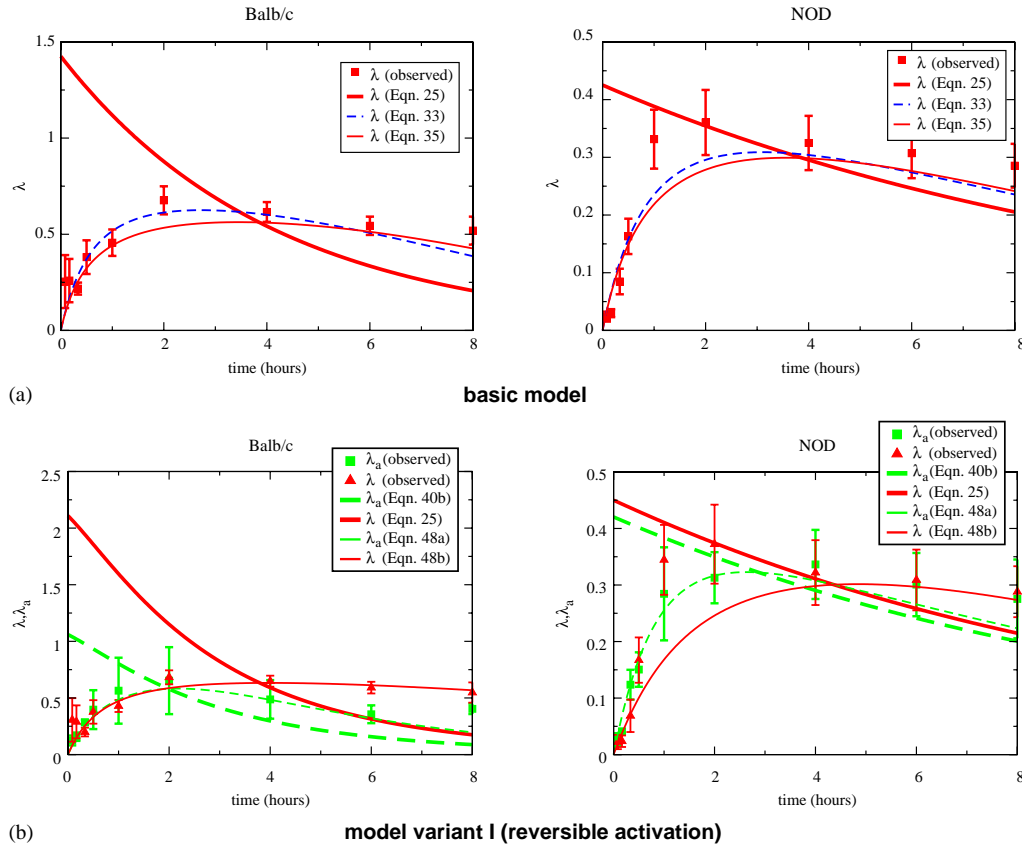 Balb/c
1.5
1
0.5
0
λ
0 2 4 6 8
time (hours)
λ (observed)
λ (Eqn. 25)
λ (Eqn. 33)
λ (Eqn. 35)
NOD
0.5
0.4
0.3
0.2
0.1
0
λ
0 2 4 6 8
time (hours)
λ (observed)
λ (Eqn. 25)
λ (Eqn. 33)
λ (Eqn. 35)
(a)
basic model
Balb/c
2.5
2
1.5
1
0.5
0
λ,λₐ
0 2 4 6 8
time (hours)
λₐ(observed)
λ (observed)
λₐ(Eqn. 40b)
λ (Eqn. 25)
λₐ(Eqn. 48a)
λ (Eqn. 48b)
NOD
0.5
0.4
0.3
0.2
0.1
0
λ,λₐ
0 2 4 6 8
time (hours)
λₐ(observed)
λ (observed)
λₐ(Eqn. 40b)
λ (Eqn. 25)
λₐ(Eqn. 48a)
λ (Eqn. 48b)
(b)
model variant I (reversible activation)